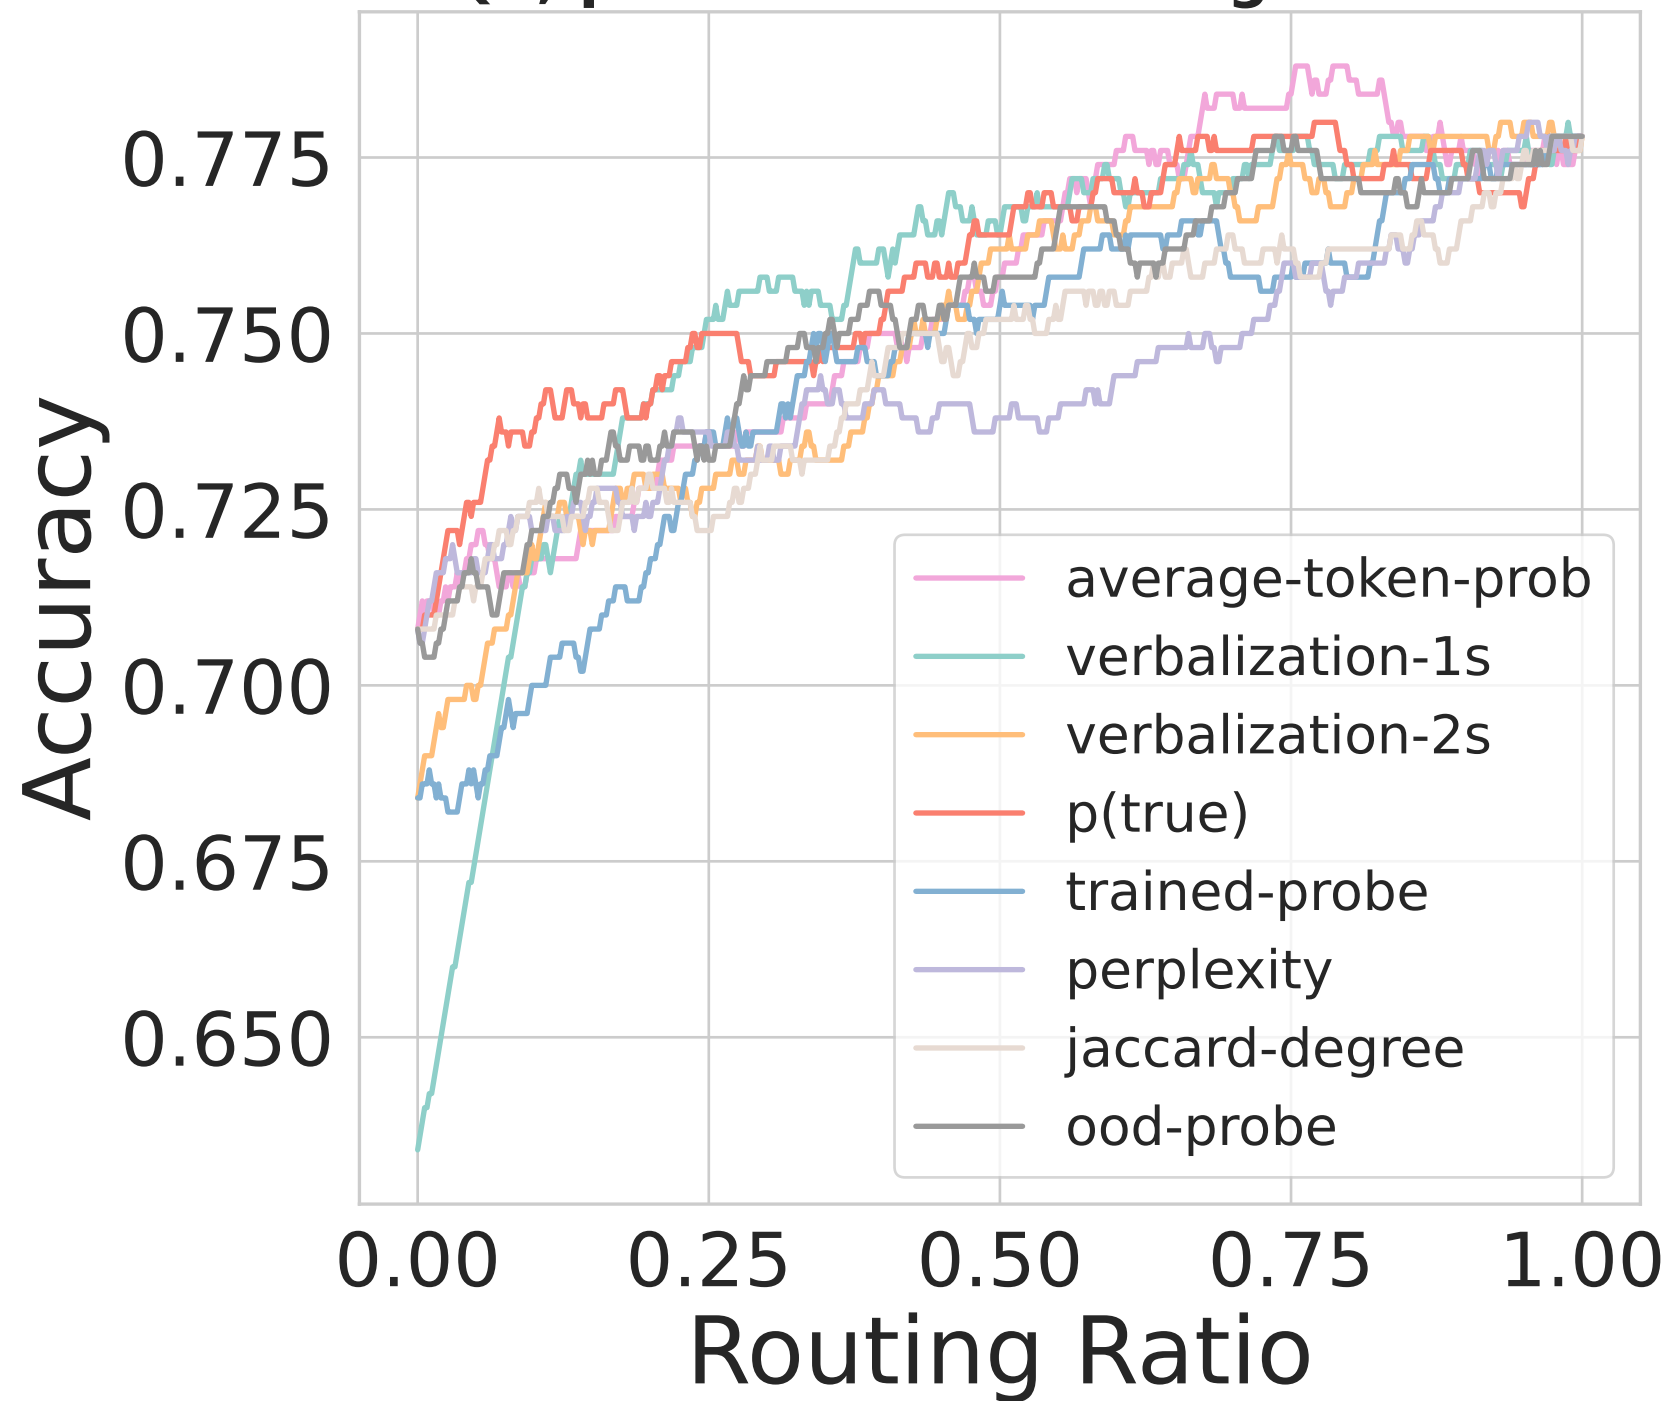 Accuracy
0.775
0.750
0.725
0.700
0.675
0.650
average-token-prob
verbalization-1s
verbalization-2s
p(true)
trained-probe
perplexity
jaccard-degree
ood-probe
0.00 0.25 0.50 0.75 1.00
Routing Ratio